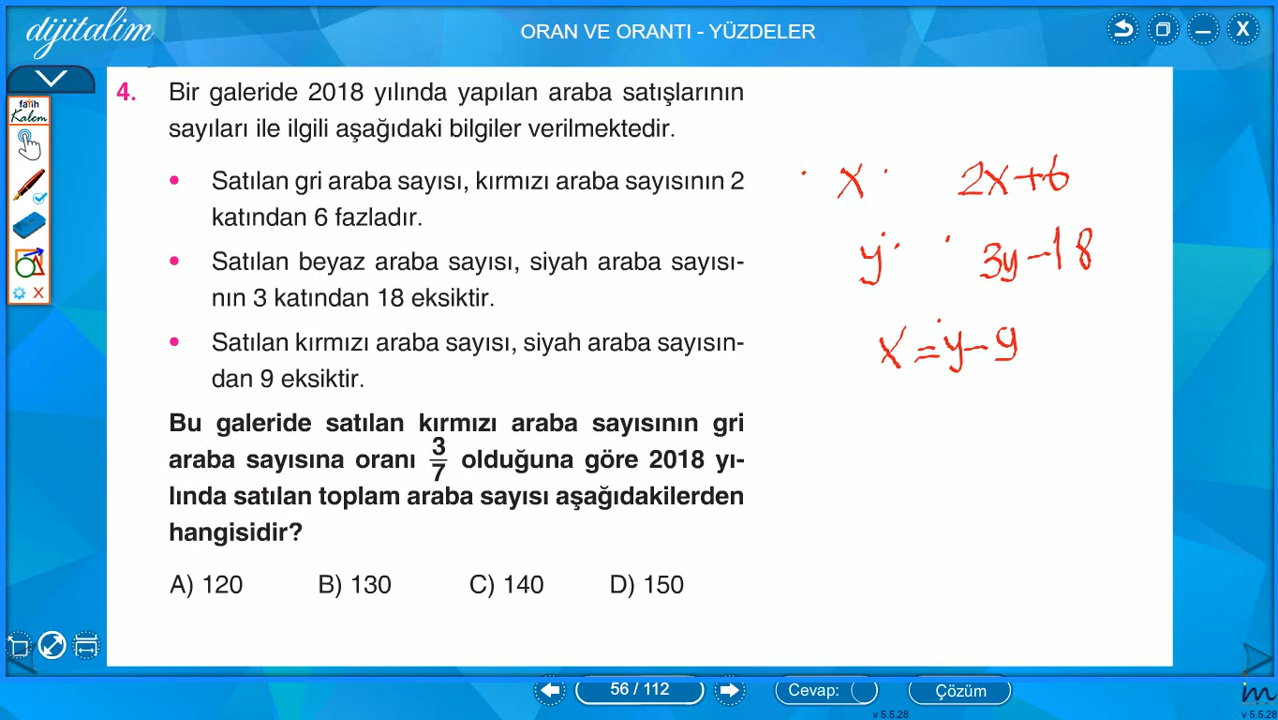 dijitalim
ORAN VE ORANTI - YÜZDELER
X
fatih
Kalem
X
4. Bir galeride 2018 yılında yapılan araba satışlarının
sayıları ile ilgili aşağıdaki bilgiler verilmektedir.
• Satılan gri araba sayısı, kırmızı araba sayısının 2
katından 6 fazladır.
• Satılan beyaz araba sayısı, siyah araba sayısı-
nın 3 katından 18 eksiktir.
• Satılan kırmızı araba sayısı, siyah araba sayısın-
dan 9 eksiktir.
Bu galeride satılan kırmızı araba sayısının gri
araba sayısına oranı 3/7 olduğuna göre 2018 yı-
lında satılan toplam araba sayısı aşağıdakilerden
hangisidir?
A) 120 B) 130 C) 140 D) 150
x 2x+6
y 3y-18
x=y-9
56 / 112
Cevap:
Çözüm
v 5.5.28
im
v 5.5.28